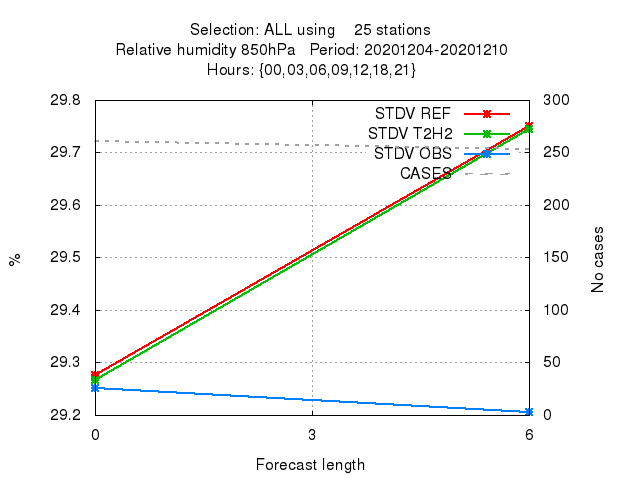 Selection: ALL using    25 stations
Relative humidity 850hPa   Period: 20201204-20201210
Hours: {00,03,06,09,12,18,21}
STDV REF
STDV T2H2
STDV OBS
CASES
29.8
29.7
29.6
29.5
29.4
29.3
29.2
%
300
250
200
150
100
50
0
No cases
0 3 6
Forecast length